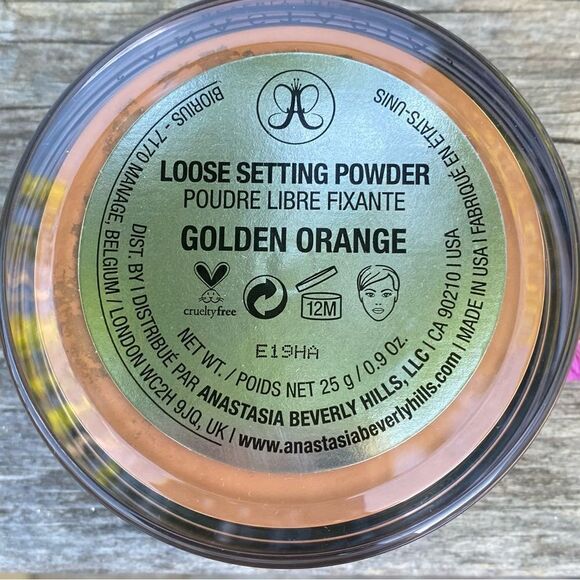 LOOSE SETTING POWDER
POUDRE LIBRE FIXANTE
GOLDEN ORANGE
crueltyfree
12M
E19HA
NET WT. / POIDS NET 25 g / 0.9 Oz.
BIORIUS - 7170 MANAGE, BELGIUM / LONDON WC2H 9JQ, UK | www.anastasiabeverlyhills.com | MADE IN USA | FABRIQUÉ EN ÉTATS-UNIS
DIST. BY / DISTRIBUÉ PAR ANASTASIA BEVERLY HILLS, LLC | CA 90210 | USA